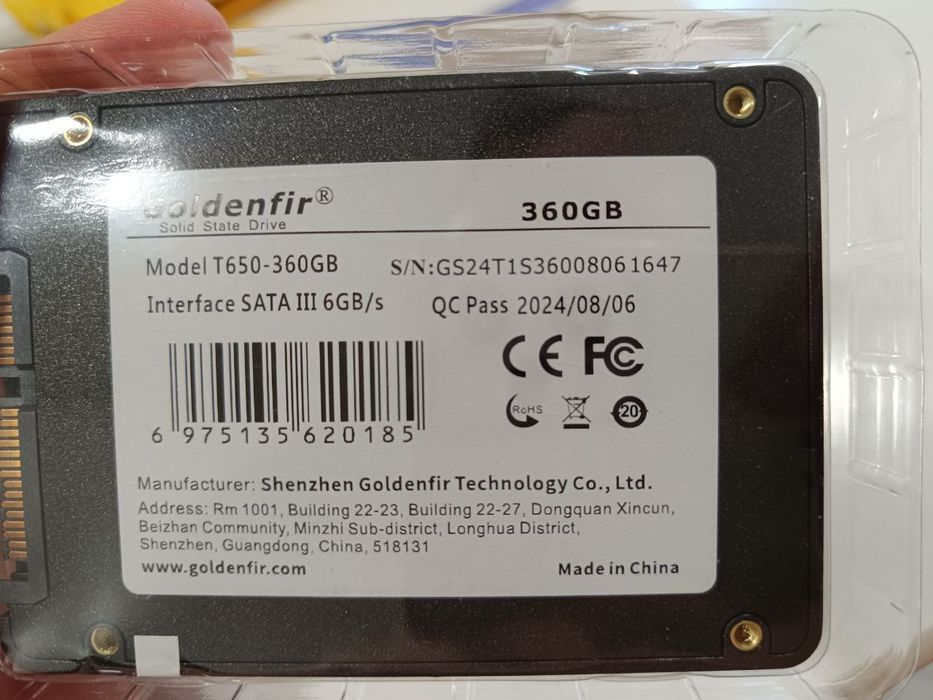 Goldenfir®
Solid State Drive
360GB
Model T650-360GB
S/N:GS24T1S36008061647
Interface SATA III 6GB/s
QC Pass 2024/08/06
CE FC
RoHS
20
6 975135 620185
Manufacturer: Shenzhen Goldenfir Technology Co., Ltd.
Address: Rm 1001, Building 22-23, Building 22-27, Dongquan Xincun,
Beizhan Community, Minzhi Sub-district, Longhua District,
Shenzhen, Guangdong, China, 518131
www.goldenfir.com
Made in China